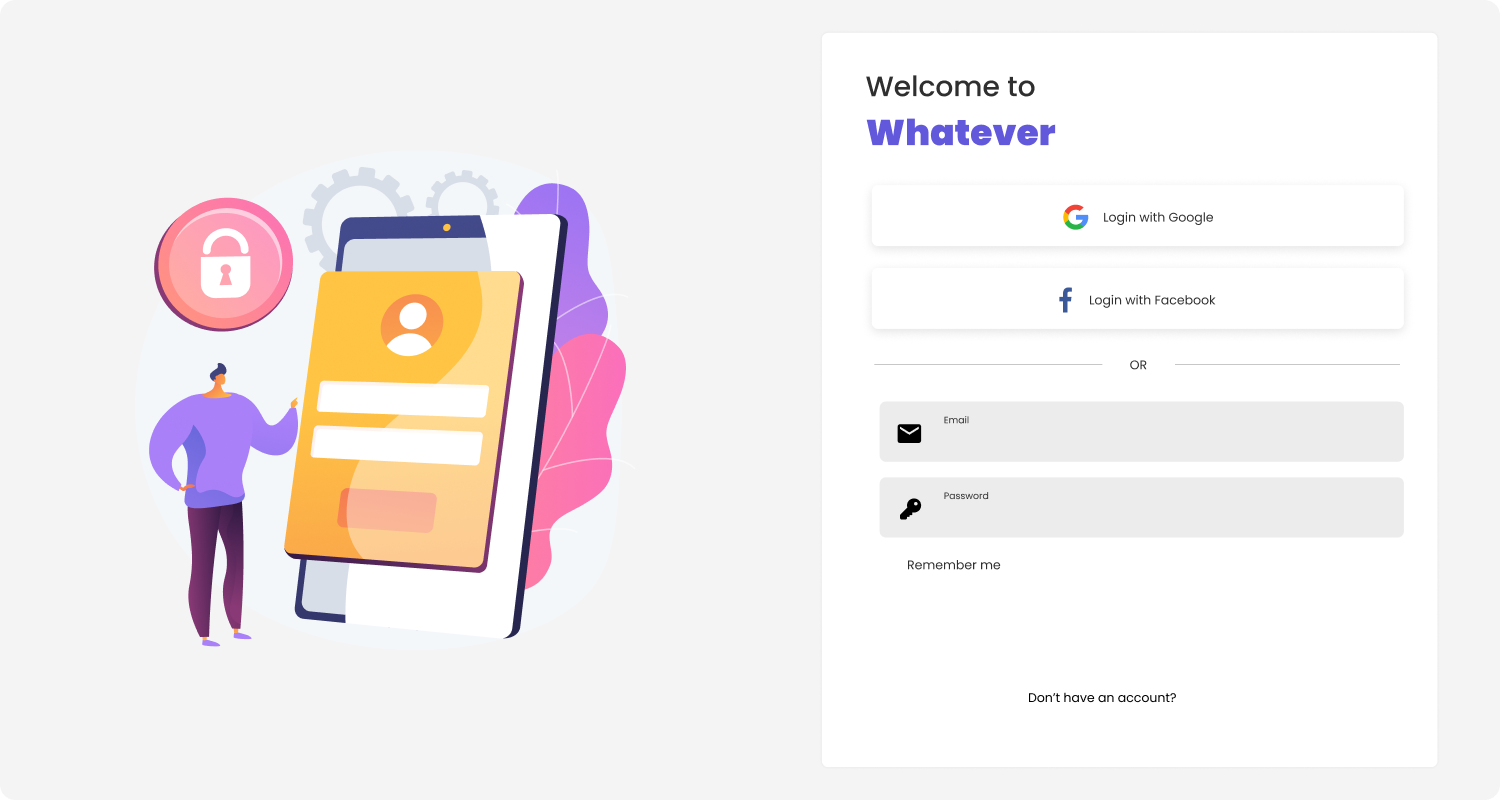 Welcome to
Whatever
Login with Google
Login with Facebook
OR
Email
Password
Remember me
Don’t have an account?